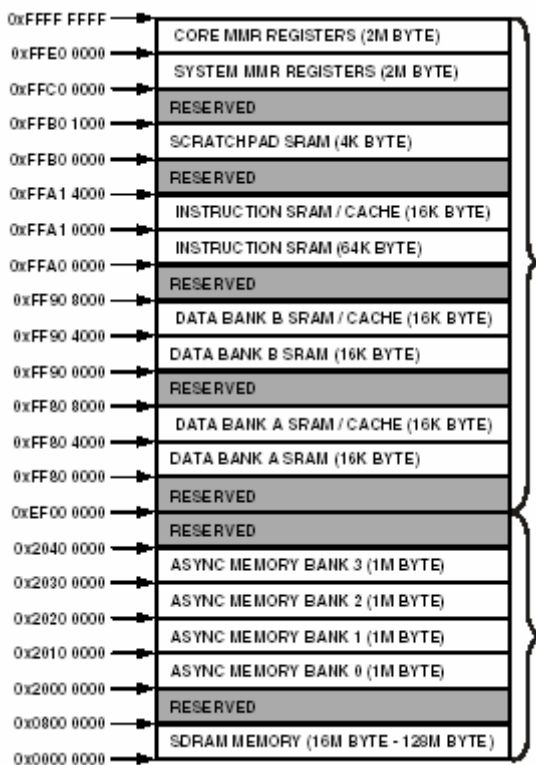 0xFFFF FFFF
CORE MMR REGISTERS (2M BYTE)
0xFFE0 0000
SYSTEM MMR REGISTERS (2M BYTE)
0xFFC0 0000
RESERVED
0xFFB0 1000
SCRATCHPAD SRAM (4K BYTE)
0xFFB0 0000
RESERVED
0xFFA1 4000
INSTRUCTION SRAM / CACHE (16K BYTE)
0xFFA1 0000
INSTRUCTION SRAM (64K BYTE)
0xFFA0 0000
RESERVED
0xFF90 8000
DATA BANK B SRAM / CACHE (16K BYTE)
0xFF90 4000
DATA BANK B SRAM (16K BYTE)
0xFF90 0000
RESERVED
0xFF80 8000
DATA BANK A SRAM / CACHE (16K BYTE)
0xFF80 4000
DATA BANK A SRAM (16K BYTE)
0xFF80 0000
RESERVED
0xEF00 0000
RESERVED
0x2040 0000
ASYNC MEMORY BANK 3 (1M BYTE)
0x2030 0000
ASYNC MEMORY BANK 2 (1M BYTE)
0x2020 0000
ASYNC MEMORY BANK 1 (1M BYTE)
0x2010 0000
ASYNC MEMORY BANK 0 (1M BYTE)
0x2000 0000
RESERVED
0x0800 0000
SDRAM MEMORY (16M BYTE - 128M BYTE)
0x0000 0000